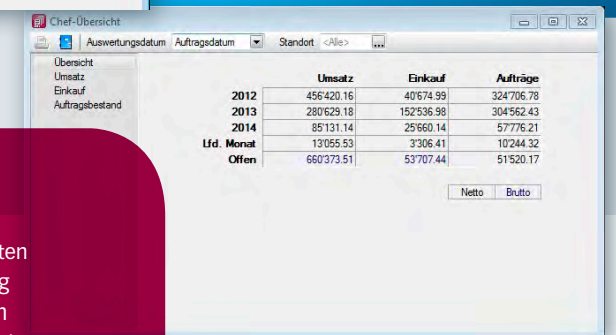 Chef-Übersicht
Auswertungsdatum Auftragsdatum Standort <Alle> ...
Übersicht
Umsatz
Einkauf
Auftragsbestand
Umsatz Einkauf Aufträge
2012 456'420.16 40'674.99 324'706.78
2013 280'629.18 152'536.98 304'562.43
2014 85'131.14 25'660.14 57'776.21
Lfd. Monat 13'055.53 3'306.41 10'244.32
Offen 660'373.51 53'707.44 51'520.17
Netto Brutto
ten
g